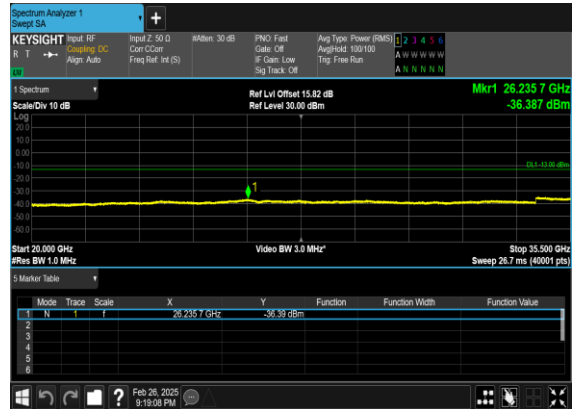 Spectrum Analyzer 1
Swept SA
KEYSIGHT Input: RF Input Z: 50 Ω #Atten: 30 dB PNO: Fast Avg Type: Power (RMS) 1 2 3 4 5 6
R T Coupling: DC Corr CCorr Gate: Off Avg|Hold: 100/100 A W W W W W
Align: Auto Freq Ref: Int (S) IF Gain: Low Trig: Free Run
Sig Track: Off A N N N N N
1 Spectrum Ref Lvl Offset 15.82 dB Mkr1 26.235 7 GHz
Scale/Div 10 dB Ref Level 30.00 dBm -36.387 dBm
Log
20.0
10.0
0.00
-10.0 DL1 -13.00 dBm
-20.0
-30.0 1
-40.0
-50.0
-60.0
Start 20.000 GHz Video BW 3.0 MHz* Stop 35.500 GHz
#Res BW 1.0 MHz Sweep 26.7 ms (40001 pts)
5 Marker Table
Mode Trace Scale X Y Function Function Width Function Value
1 N 1 f 26.235 7 GHz -36.39 dBm
2
3
4
5
6
? Feb 26, 2025
9:19:08 PM